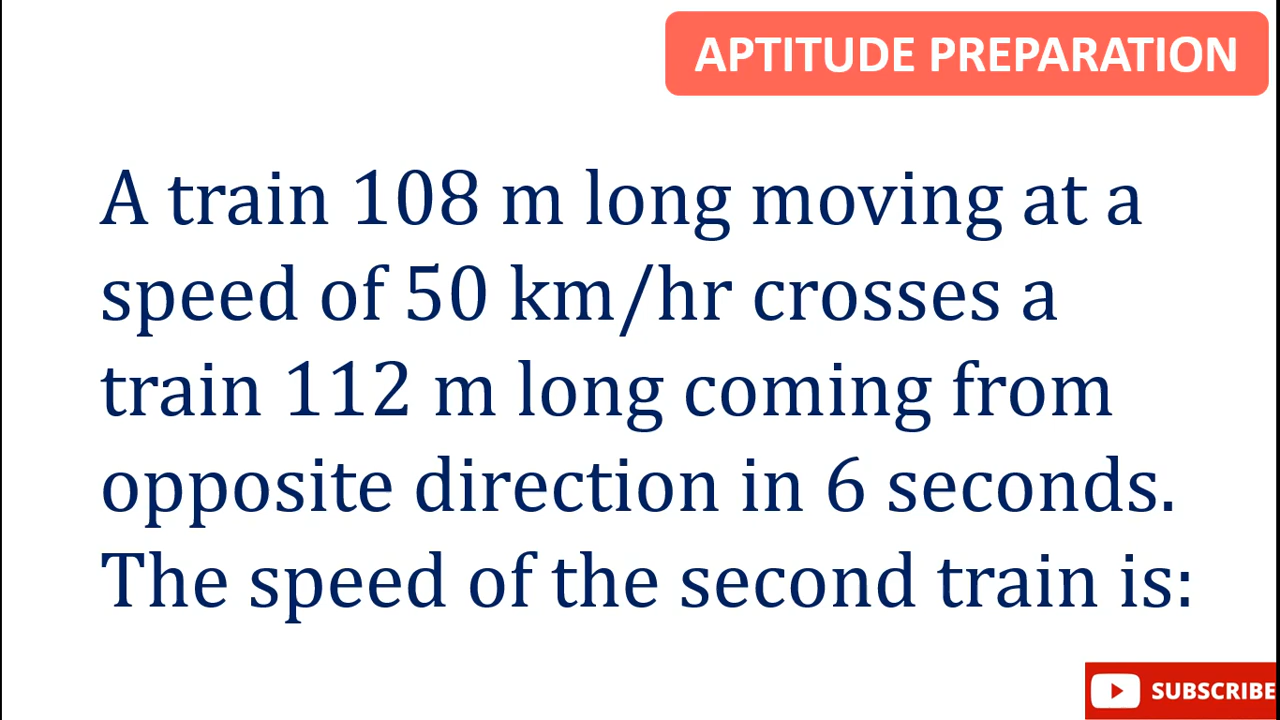 APTITUDE PREPARATION
A train 108 m long moving at a
speed of 50 km/hr crosses a
train 112 m long coming from
opposite direction in 6 seconds.
The speed of the second train is:
SUBSCRIBE